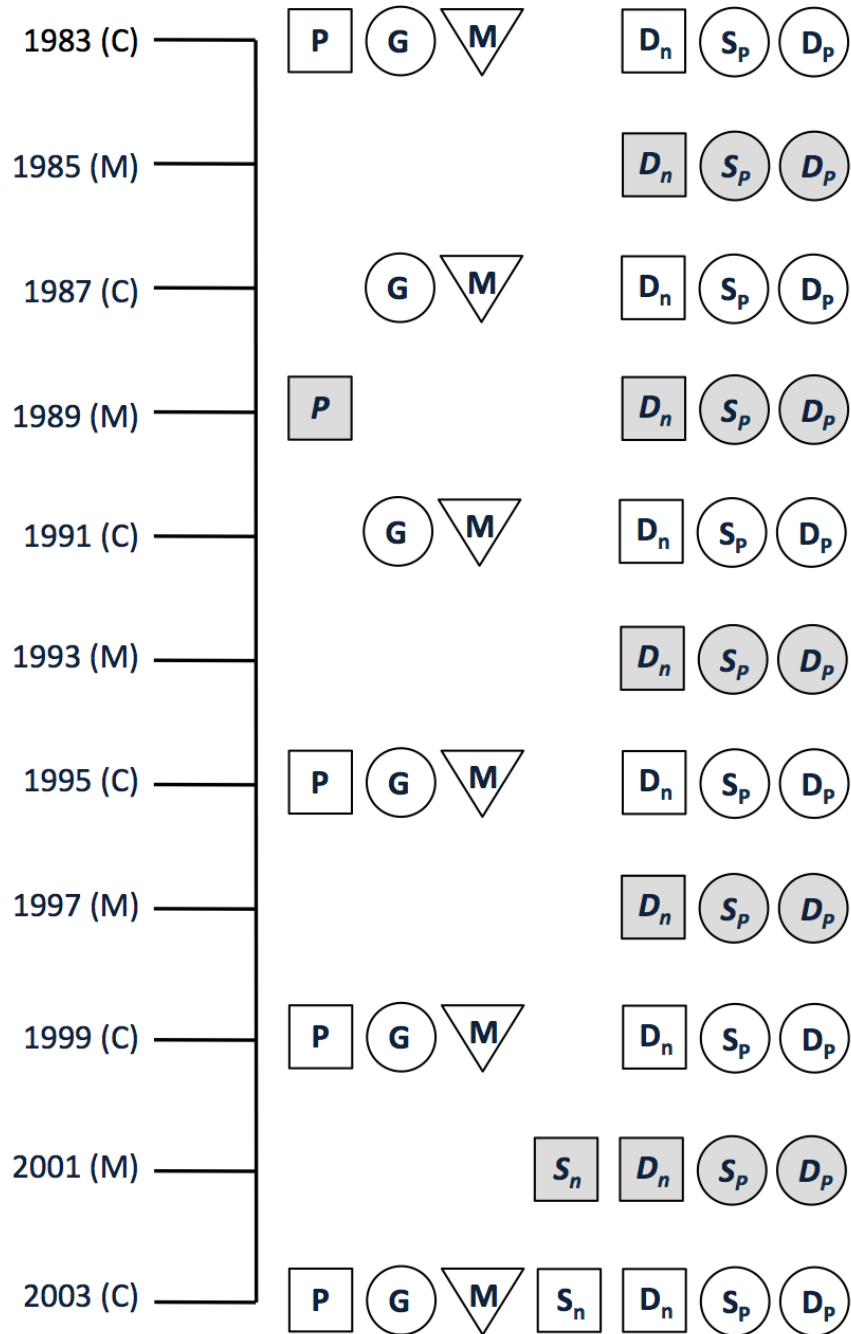 1983 (C) P G M Dn SP DP
1985 (M) Dn SP DP
1987 (C) G M Dn SP DP
1989 (M) P Dn SP DP
1991 (C) G M Dn SP DP
1993 (M) Dn SP DP
1995 (C) P G M Dn SP DP
1997 (M) Dn SP DP
1999 (C) P G M Dn SP DP
2001 (M) Sn Dn SP DP
2003 (C) P G M Sn Dn SP DP